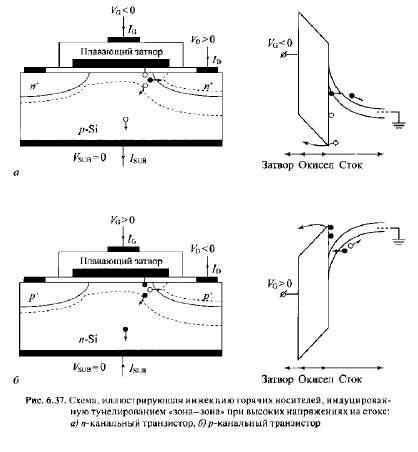 V_G<0
I_G
Плавающий затвор
V_D>0
I_D
n⁺
n⁺
p-Si
V_SUB=0
I_SUB
а
V_G<0
Затвор Окисел Сток
V_G>0
I_G
Плавающий затвор
V_D<0
I_D
p⁺
p⁺
n-Si
V_SUB=0
I_SUB
б
V_G>0
Затвор Окисел Сток
Рис. 6.37. Схема, иллюстрирующая инжекцию горячих носителей, индуцирован-
ную тунелированием «зона–зона» при высоких напряжениях на стоке:
а) n-канальный транзистор, б) p-канальный транзистор